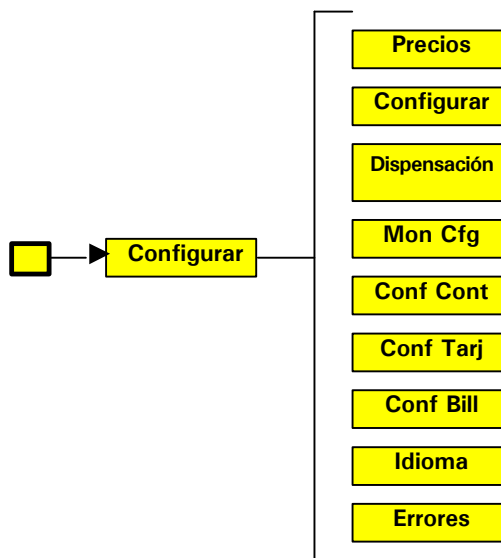 Precios
Configurar
Dispensación
Mon Cfg
Configurar
Conf Cont
Conf Tarj
Conf Bill
Idioma
Errores